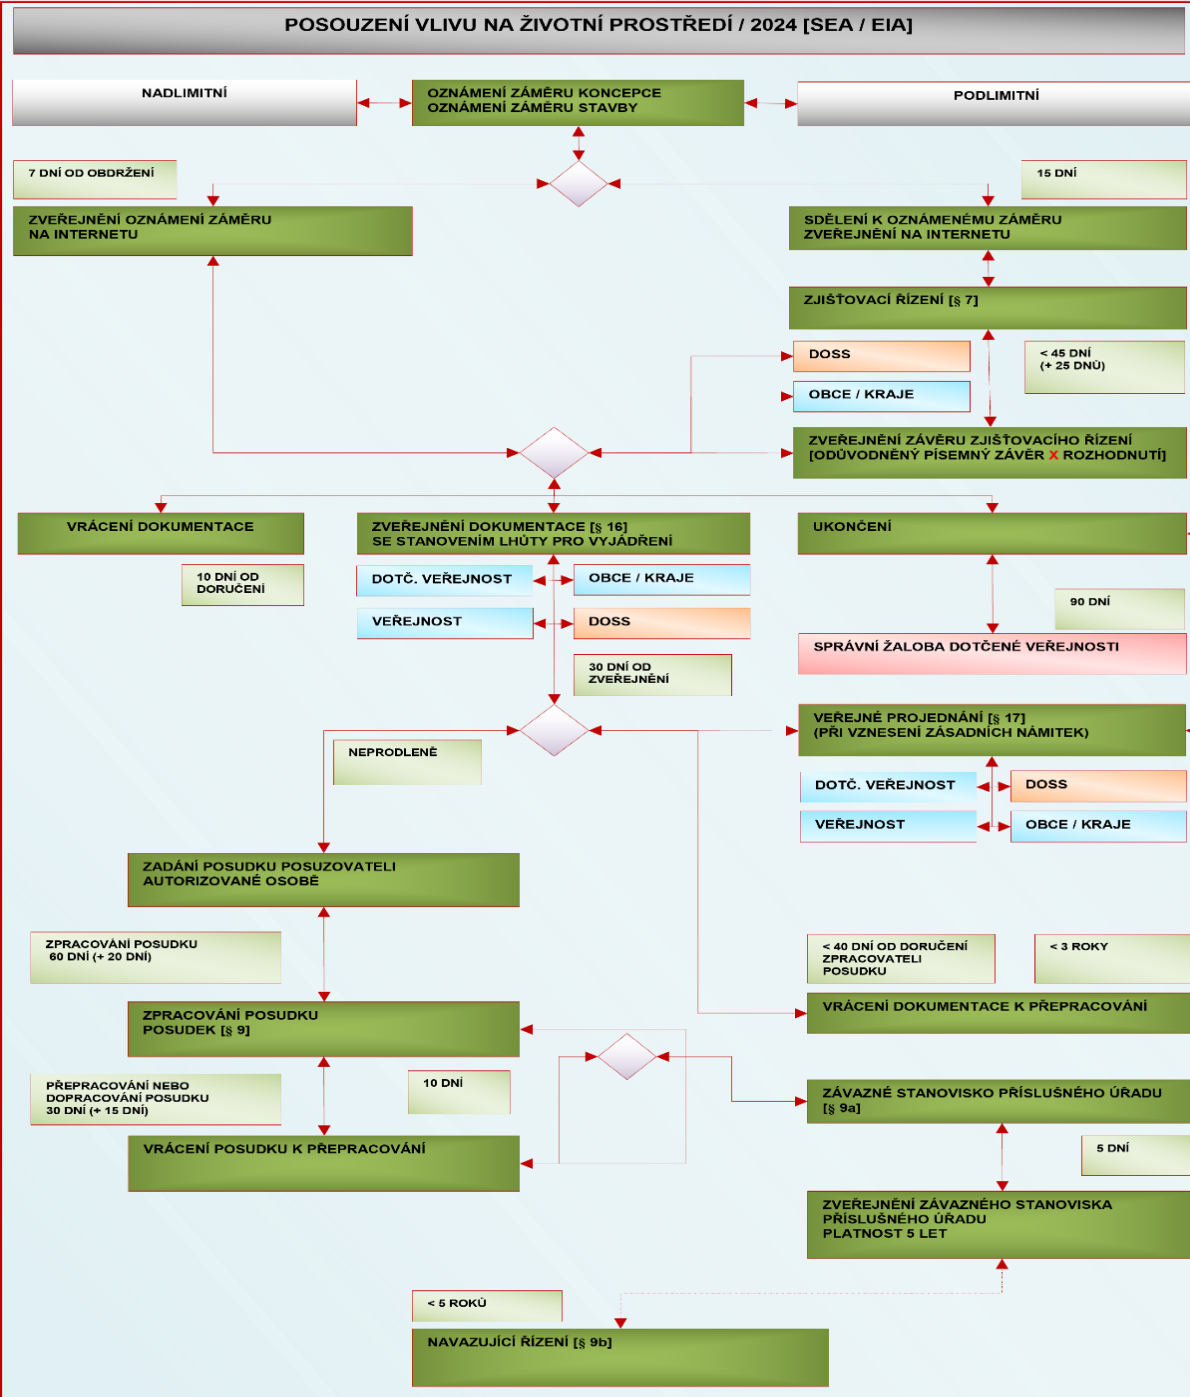 POSOUZENÍ VLIVU NA ŽIVOTNÍ PROSTŘEDÍ / 2024 [SEA / EIA]
NADLIMITNÍ
OZNÁMENÍ ZÁMĚRU KONCEPCE
OZNÁMENÍ ZÁMĚRU STAVBY
PODLIMITNÍ
7 DNÍ OD OBDRŽENÍ
15 DNÍ
ZVEŘEJNĚNÍ OZNÁMENÍ ZÁMĚRU
NA INTERNETU
SDĚLENÍ K OZNÁMENÉMU ZÁMĚRU
ZVEŘEJNĚNÍ NA INTERNETU
ZJIŠŤOVACÍ ŘÍZENÍ [§ 7]
DOSS
< 45 DNÍ
(+ 25 DNŮ)
OBCE / KRAJE
ZVEŘEJNĚNÍ ZÁVĚRU ZJIŠŤOVACÍHO ŘÍZENÍ
[ODŮVODNĚNÝ PÍSEMNÝ ZÁVĚR X ROZHODNUTÍ]
VRÁCENÍ DOKUMENTACE
ZVEŘEJNĚNÍ DOKUMENTACE [§ 16]
SE STANOVENÍM LHŮTY PRO VYJÁDŘENÍ
UKONČENÍ
10 DNÍ OD
DORUČENÍ
DOTČ. VEŘEJNOST
OBCE / KRAJE
VEŘEJNOST
DOSS
90 DNÍ
SPRÁVNÍ ŽALOBA DOTČENÉ VEŘEJNOSTI
30 DNÍ OD
ZVEŘEJNĚNÍ
VEŘEJNÉ PROJEDNÁNÍ [§ 17]
(PŘI VZNESENÍ ZÁSADNÍCH NÁMITEK)
NEPRODLENĚ
DOTČ. VEŘEJNOST
DOSS
VEŘEJNOST
OBCE / KRAJE
ZADÁNÍ POSUDKU POSUZOVATELI
AUTORIZOVANÉ OSOBĚ
ZPRACOVÁNÍ POSUDKU
60 DNÍ (+ 20 DNÍ)
< 40 DNÍ OD DORUČENÍ
ZPRACOVATELI
POSUDKU
< 3 ROKY
VRÁCENÍ DOKUMENTACE K PŘEPRACOVÁNÍ
ZPRACOVÁNÍ POSUDKU
POSUDEK [§ 9]
PŘEPRACOVÁNÍ NEBO
DOPRACOVÁNÍ POSUDKU
30 DNÍ (+ 15 DNÍ)
10 DNÍ
ZÁVAZNÉ STANOVISKO PŘÍSLUŠNÉHO ÚŘADU
[§ 9a]
VRÁCENÍ POSUDKU K PŘEPRACOVÁNÍ
5 DNÍ
ZVEŘEJNĚNÍ ZÁVAZNÉHO STANOVISKA
PŘÍSLUŠNÉHO ÚŘADU
PLATNOST 5 LET
< 5 ROKŮ
NAVAZUJÍCÍ ŘÍZENÍ [§ 9b]